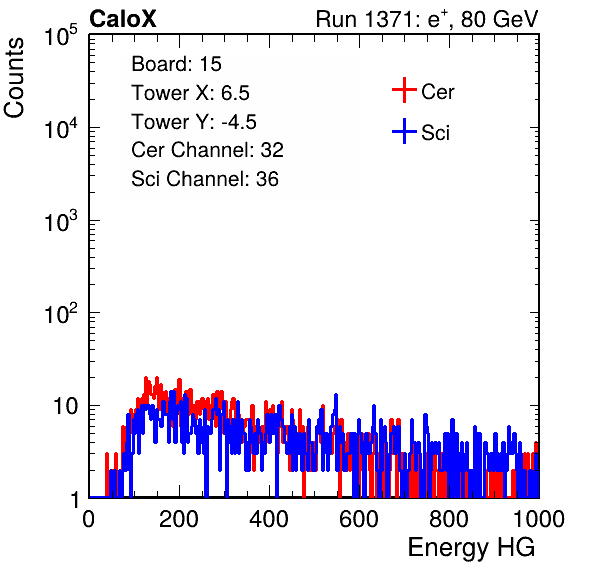 CaloX Run 1371: e⁺, 80 GeV
Counts
10⁵
10⁴
10³
10²
10
1
Board: 15
Tower X: 6.5
Tower Y: -4.5
Cer Channel: 32
Sci Channel: 36
Cer
Sci
0 200 400 600 800 1000
Energy HG